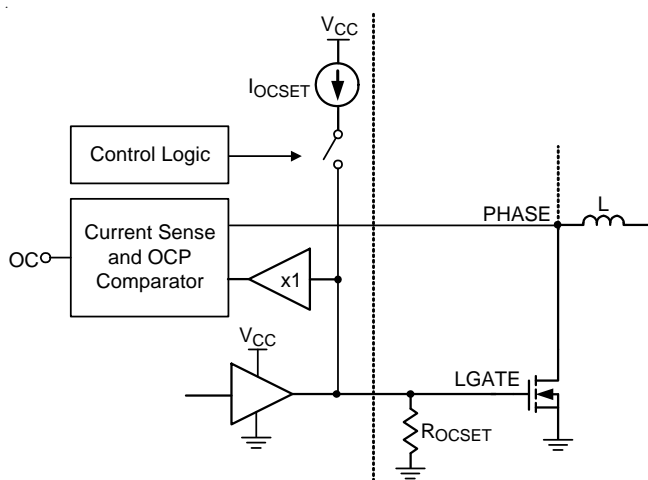 VCC
IOCSET
Control Logic
PHASE
L
Current Sense
and OCP
Comparator
OC
x1
VCC
LGATE
ROCSET